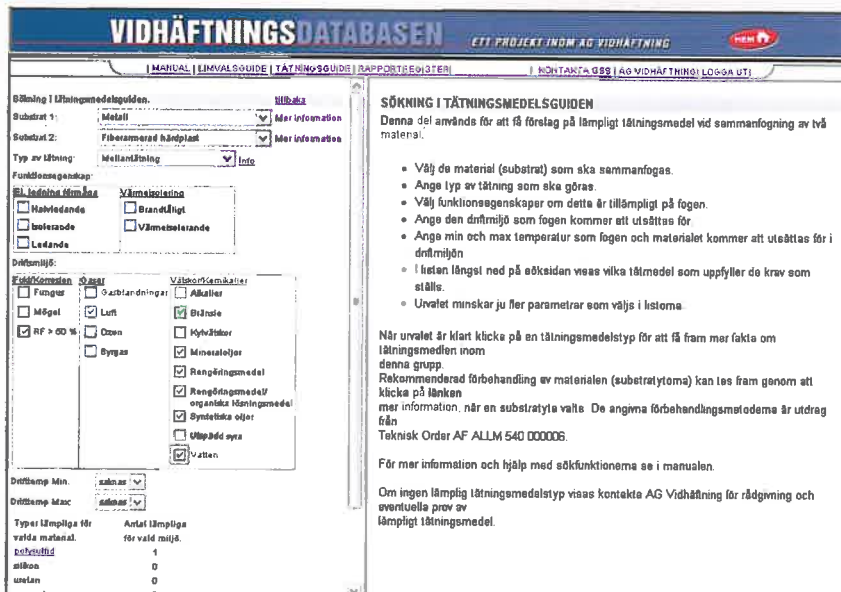 VIDHÄFTNINGSDATABASEN
ETT PROJEKT INOM AG VIDHÄFTNING
HEM
| MANUAL | LIMVALSGUIDE | TÄTNINGSGUIDE | RAPPORTREGISTER |
| KONTAKTA GSS | AG VIDHÄFTNING | LOGGA UT |
Sökning i tätningsmedelsguiden.
tillbaka
Substrat 1:
Metall
Mer information
Substrat 2:
Fiberarmerad härdplast
Mer information
Typ av tätning:
Mellantätning
Info
Funktionsegenskap:
El. ledning förmåga
Värmeisolering
Halvledande
Brandtåligt
Isolerande
Värmeisolerande
Ledande
Driftsmiljö:
Fukt/Korrosion
Gaser
Vätskor/Kemikalier
Fungus
Gasblandningar
Alkalier
Mögel
Luft
Bränsle
RF > 60 %
Ozon
Kylvätskor
Syrgas
Mineraloljor
Rengöringsmedel
Rengöringsmedel/
organiska lösningsmedel
Syntetiska oljor
Utspädd syra
Vatten
Drifttemp Min.
saknas
Drifttemp Max:
saknas
Typer lämpliga för
valda material.
Antal lämpliga
för vald miljö.
polysulfid
1
silikon
0
uretan
0
SÖKNING I TÄTNINGSMEDELSGUIDEN
Denna del används för att få förslag på lämpligt tätningsmedel vid sammanfogning av två
material.
• Välj de material (substrat) som ska sammanfogas.
• Ange typ av tätning som ska göras.
• Välj funktionsegenskaper om detta är tillämpligt på fogen.
• Ange den driftmiljö som fogen kommer att utsättas för.
• Ange min och max temperatur som fogen och materialet kommer att utsättas för i
driftmiljön
• I listen längst ned på söksidan visas vilka tätmedel som uppfyller de krav som
ställs.
• Urvalet minskar ju fler parametrar som väljs i listorna.
När urvalet är klart klicka på en tätningsmedelstyp för att få fram mer fakta om
tätningsmedlen inom
denna grupp.
Rekommenderad förbehandling av materialen (substratytorna) kan tas fram genom att
klicka på länken
mer information, när en substratyta valts. De angivna förbehandlingsmetoderna är utdrag
från
Teknisk Order AF ALLM 540 000006.
För mer information och hjälp med sökfunktionerna se i manualen.
Om ingen lämplig tätningsmedelstyp visas kontakta AG Vidhäftning för rådgivning och
eventuella prov av
lämpligt tätningsmedel.